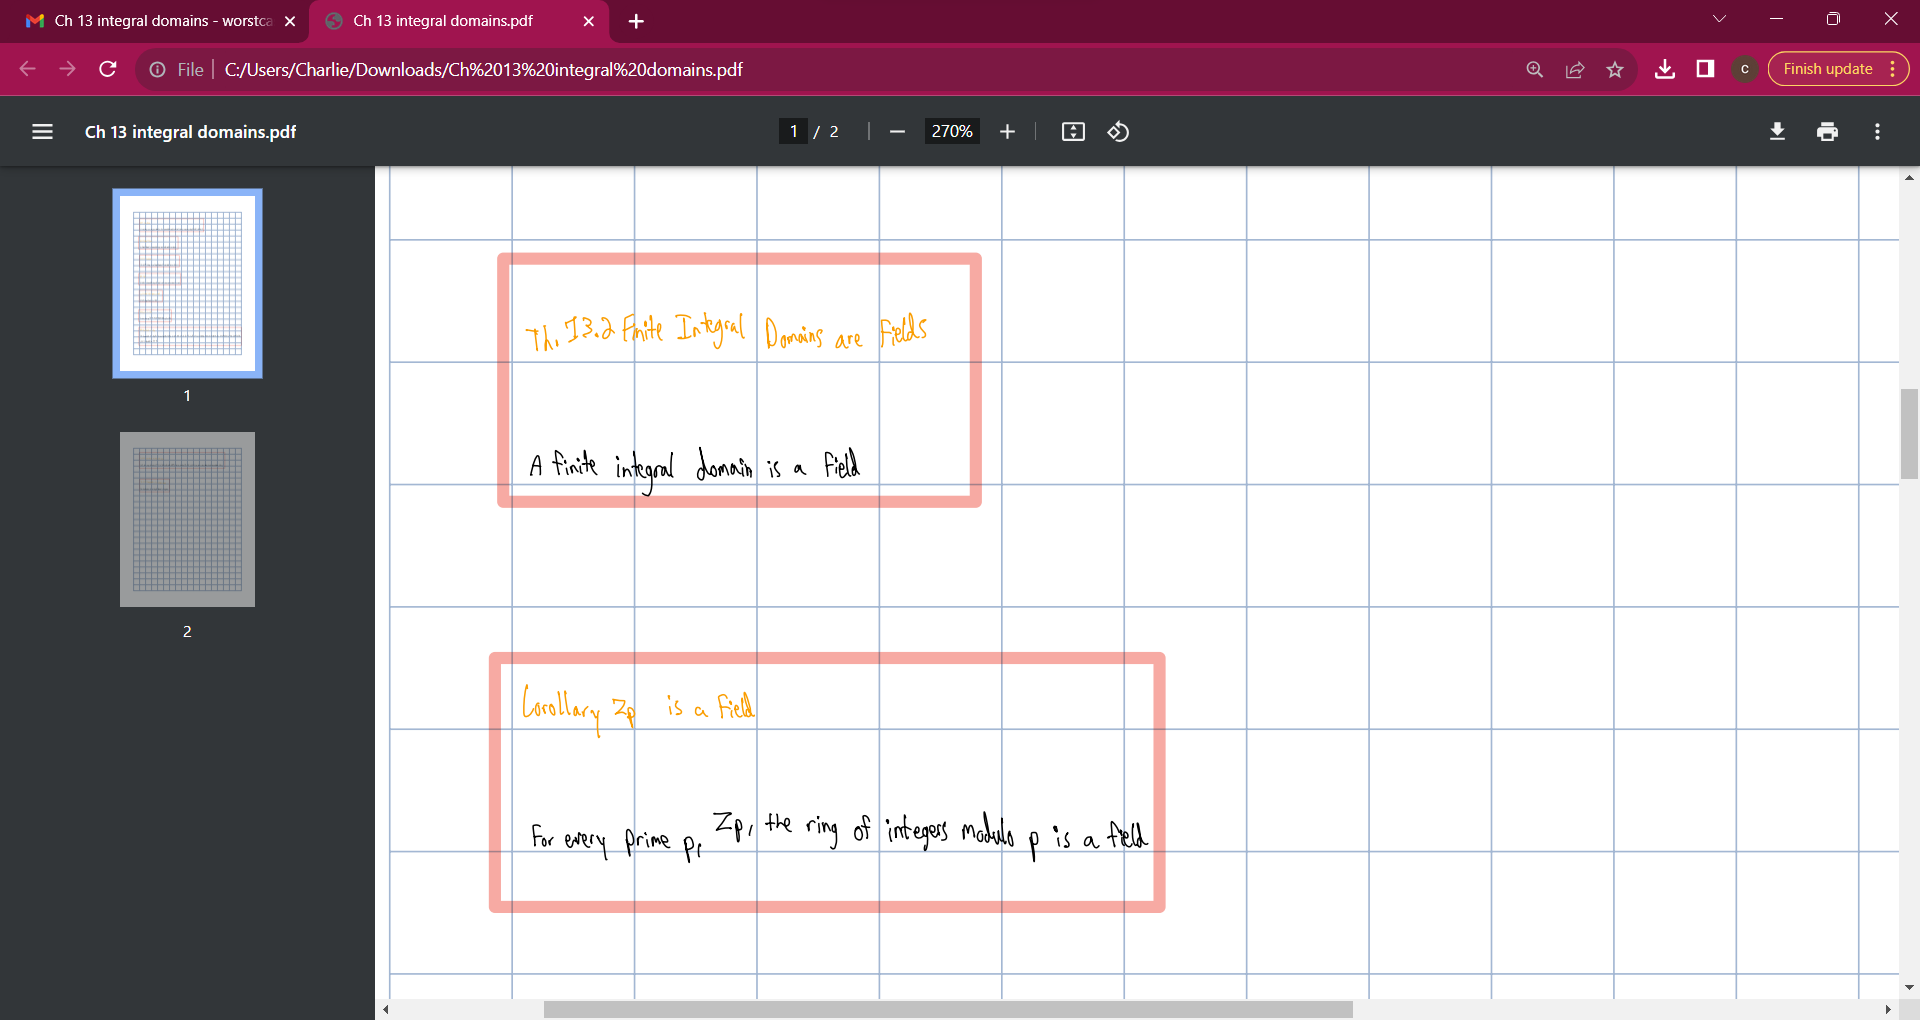 Ch 13 integral domains - worstca
Ch 13 integral domains.pdf
File
C:/Users/Charlie/Downloads/Ch%2013%20integral%20domains.pdf
C
Finish update
Ch 13 integral domains.pdf
1 / 2
270%
1
2
Th. 13.2 Finite Integral Domains are Fields
A finite integral domain is a Field
Corollary Zp is a Field
For every prime p, Zp, the ring of integers modulo p is a field